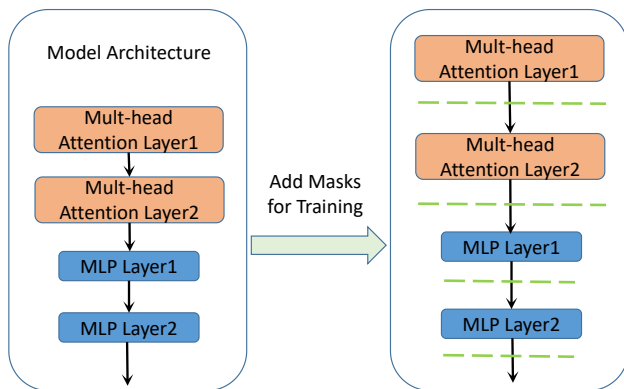 Model Architecture
Mult-head
Attention Layer1
Mult-head
Attention Layer2
MLP Layer1
MLP Layer2
Add Masks
for Training
Mult-head
Attention Layer1
Mult-head
Attention Layer2
MLP Layer1
MLP Layer2